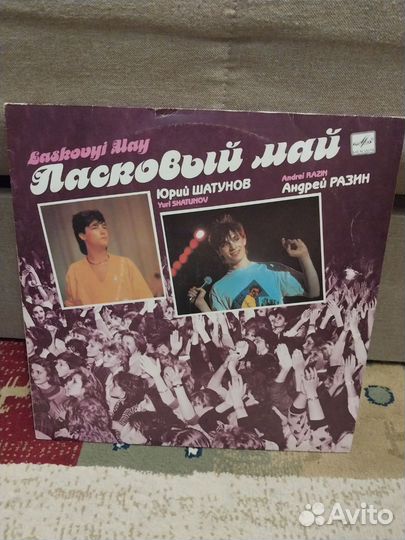 Laskovyi May
Ласковый май
Юрий ШАТУНОВ
Yuri SHATUNOV
Andrei RAZIN
Андрей РАЗИН
Avito